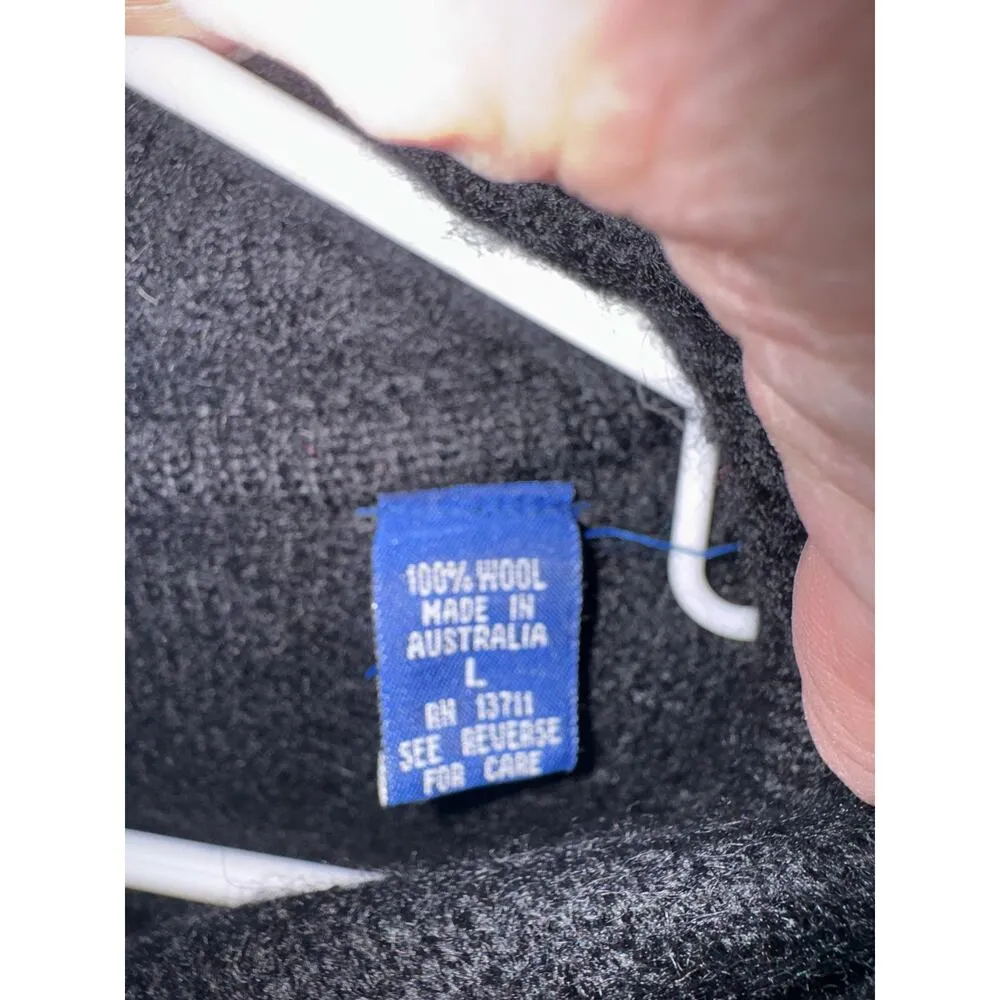 100% WOOL
MADE IN
AUSTRALIA
L
RN 13711
SEE REVERSE
FOR CARE